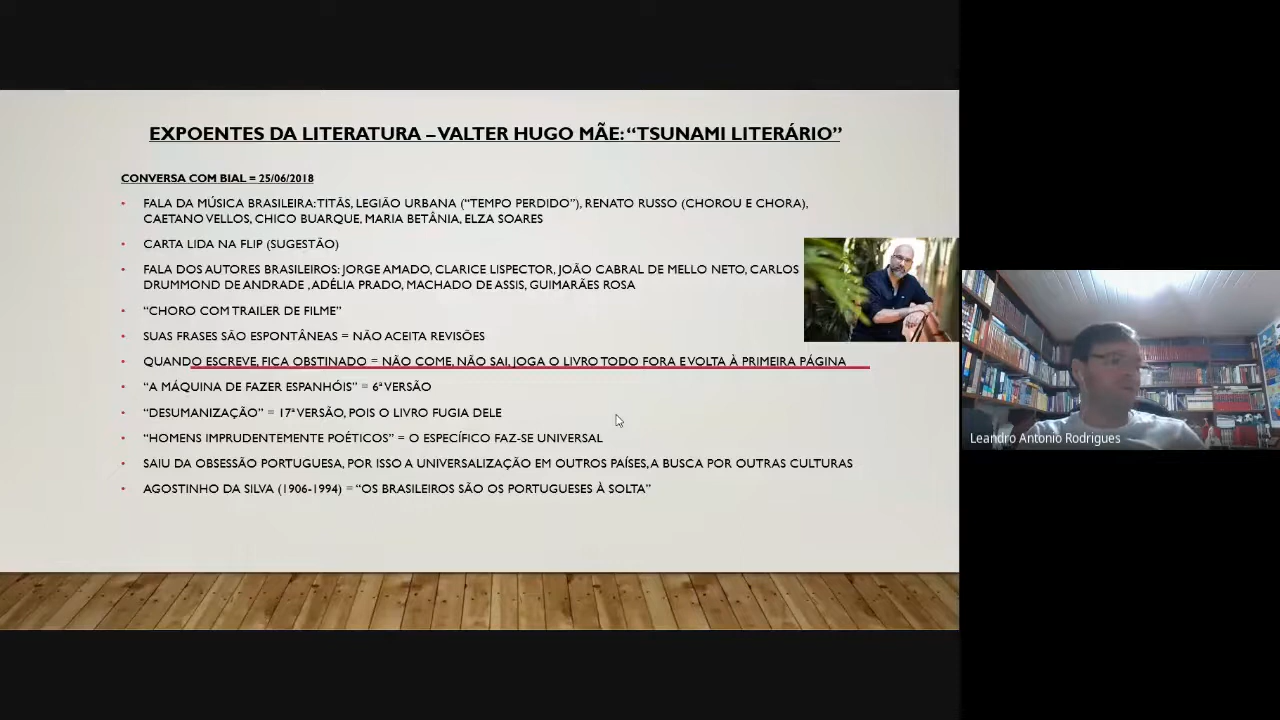 EXPOENTES DA LITERATURA – VALTER HUGO MÃE: “TSUNAMI LITERÁRIO”
CONVERSA COM BIAL = 25/06/2018
• FALA DA MÚSICA BRASILEIRA: TITÃS, LEGIÃO URBANA (“TEMPO PERDIDO”), RENATO RUSSO (CHOROU E CHORA),
CAETANO VELLOS, CHICO BUARQUE, MARIA BETÂNIA, ELZA SOARES
• CARTA LIDA NA FLIP (SUGESTÃO)
• FALA DOS AUTORES BRASILEIROS: JORGE AMADO, CLARICE LISPECTOR, JOÃO CABRAL DE MELLO NETO, CARLOS
DRUMMOND DE ANDRADE , ADÉLIA PRADO, MACHADO DE ASSIS, GUIMARÃES ROSA
• “CHORO COM TRAILER DE FILME”
• SUAS FRASES SÃO ESPONTÂNEAS = NÃO ACEITA REVISÕES
• QUANDO ESCREVE, FICA OBSTINADO = NÃO COME, NÃO SAI, JOGA O LIVRO TODO FORA E VOLTA À PRIMEIRA PÁGINA
• “A MÁQUINA DE FAZER ESPANHÓIS” = 6ª VERSÃO
• “DESUMANIZAÇÃO” = 17ª VERSÃO, POIS O LIVRO FUGIA DELE
• “HOMENS IMPRUDENTEMENTE POÉTICOS” = O ESPECÍFICO FAZ-SE UNIVERSAL
• SAIU DA OBSESSÃO PORTUGUESA, POR ISSO A UNIVERSALIZAÇÃO EM OUTROS PAÍSES, A BUSCA POR OUTRAS CULTURAS
• AGOSTINHO DA SILVA (1906-1994) = “OS BRASILEIROS SÃO OS PORTUGUESES À SOLTA”
Leandro Antonio Rodrigues